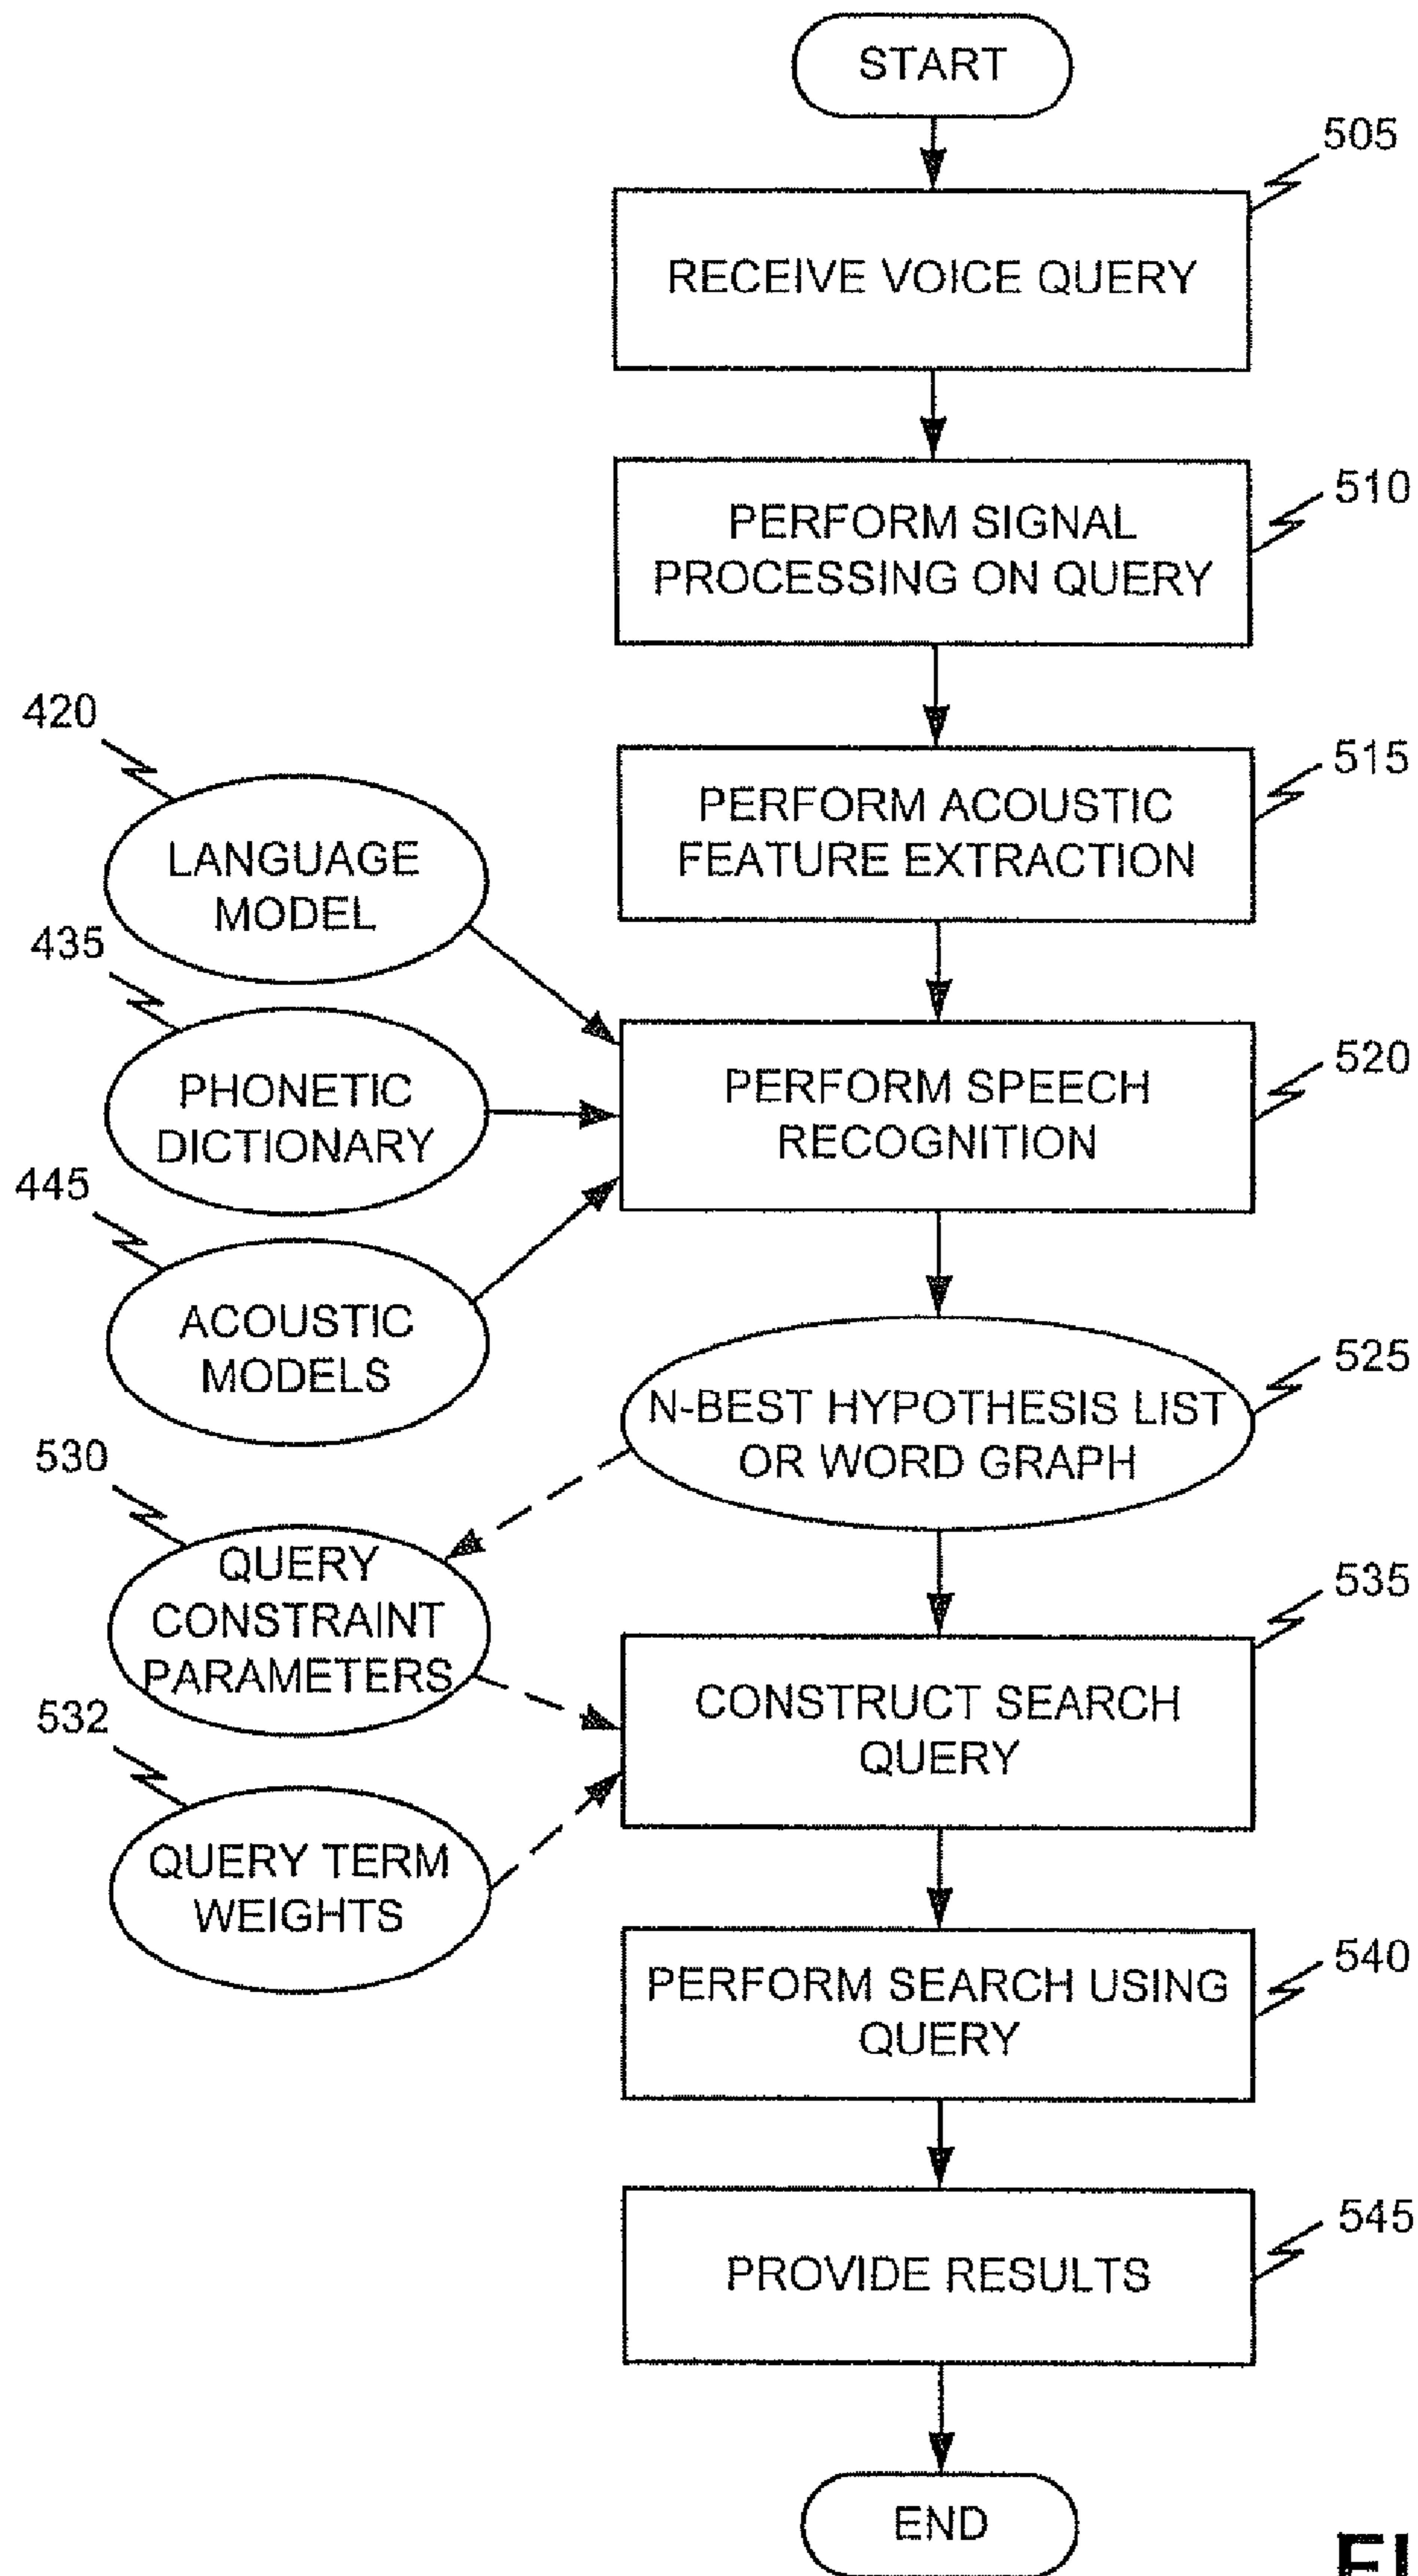 START
505
RECEIVE VOICE QUERY
510
PERFORM SIGNAL
PROCESSING ON QUERY
420
515
PERFORM ACOUSTIC
FEATURE EXTRACTION
LANGUAGE
MODEL
435
520
PERFORM SPEECH
RECOGNITION
PHONETIC
DICTIONARY
445
ACOUSTIC
MODELS
525
N-BEST HYPOTHESIS LIST
OR WORD GRAPH
530
QUERY
CONSTRAINT
PARAMETERS
535
CONSTRUCT SEARCH
QUERY
532
QUERY TERM
WEIGHTS
540
PERFORM SEARCH USING
QUERY
545
PROVIDE RESULTS
END